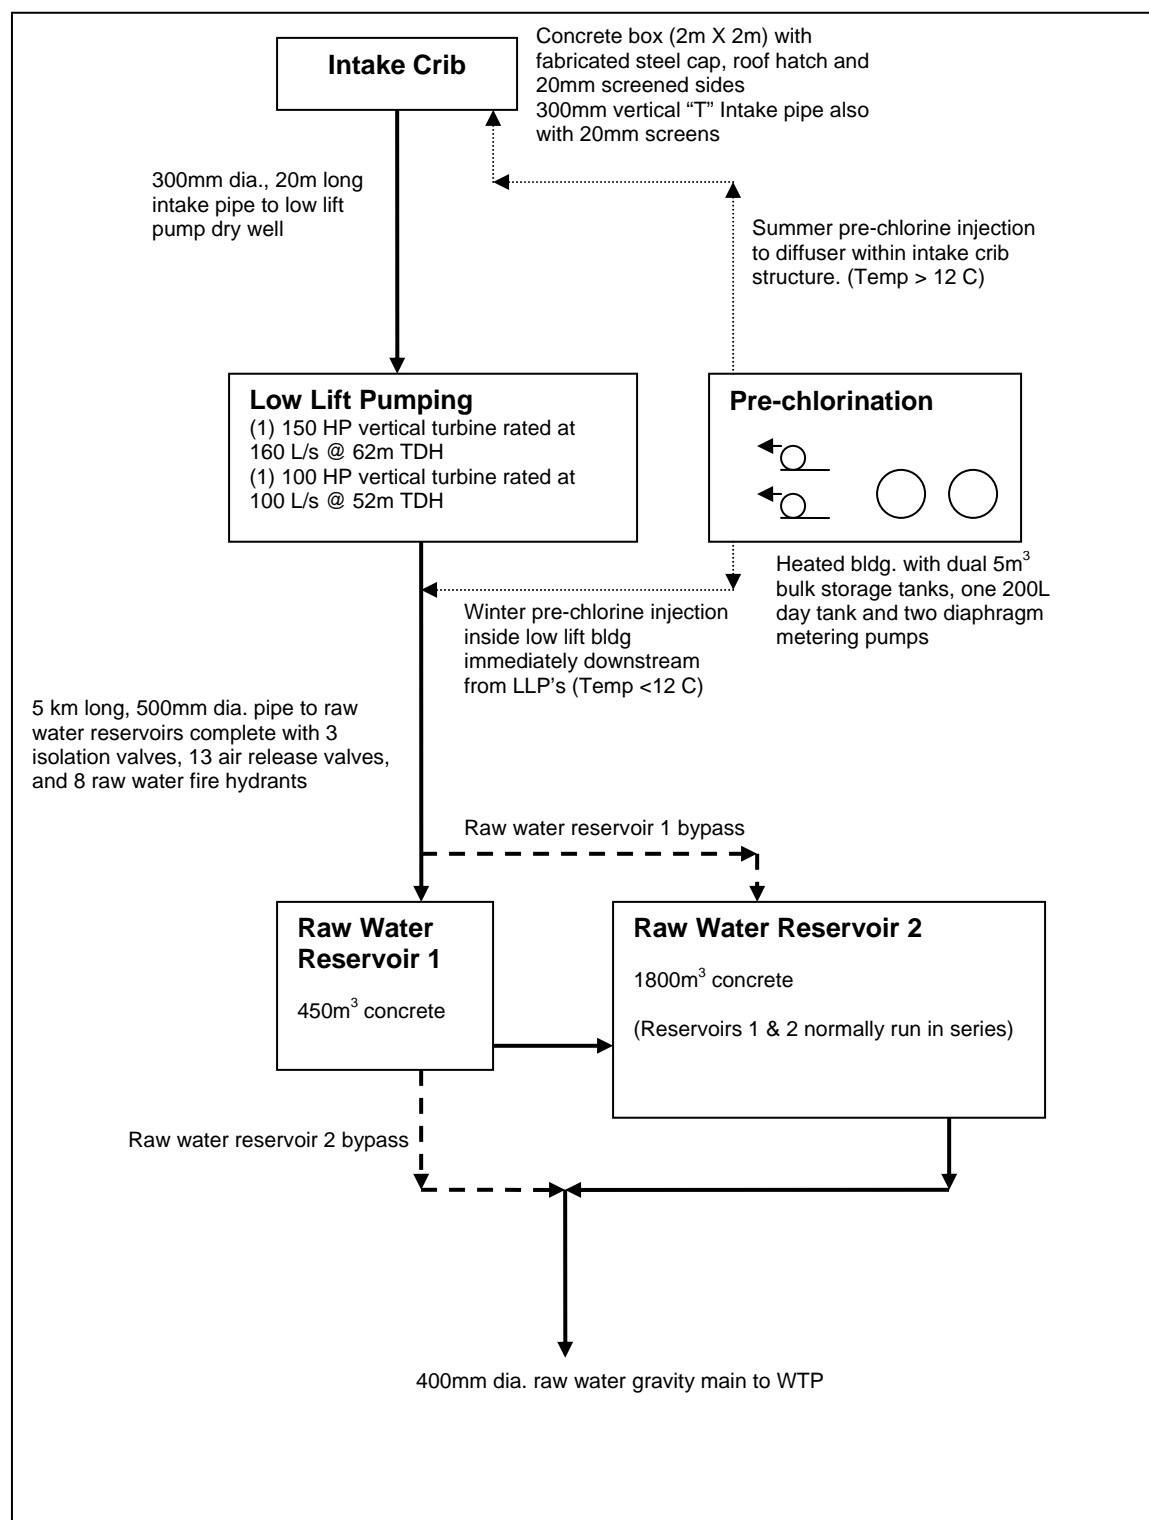 Intake Crib
Concrete box (2m X 2m) with
fabricated steel cap, roof hatch and
20mm screened sides
300mm vertical “T” Intake pipe also
with 20mm screens
300mm dia., 20m long
intake pipe to low lift
pump dry well
Summer pre-chlorine injection
to diffuser within intake crib
structure. (Temp > 12 C)
Low Lift Pumping
(1) 150 HP vertical turbine rated at
160 L/s @ 62m TDH
(1) 100 HP vertical turbine rated at
100 L/s @ 52m TDH
Pre-chlorination
Heated bldg. with dual 5m³
bulk storage tanks, one 200L
day tank and two diaphragm
metering pumps
Winter pre-chlorine injection
inside low lift bldg
immediately downstream
from LLP’s (Temp <12 C)
5 km long, 500mm dia. pipe to raw
water reservoirs complete with 3
isolation valves, 13 air release valves,
and 8 raw water fire hydrants
Raw water reservoir 1 bypass
Raw Water
Reservoir 1
450m³ concrete
Raw Water Reservoir 2
1800m³ concrete
(Reservoirs 1 & 2 normally run in series)
Raw water reservoir 2 bypass
400mm dia. raw water gravity main to WTP